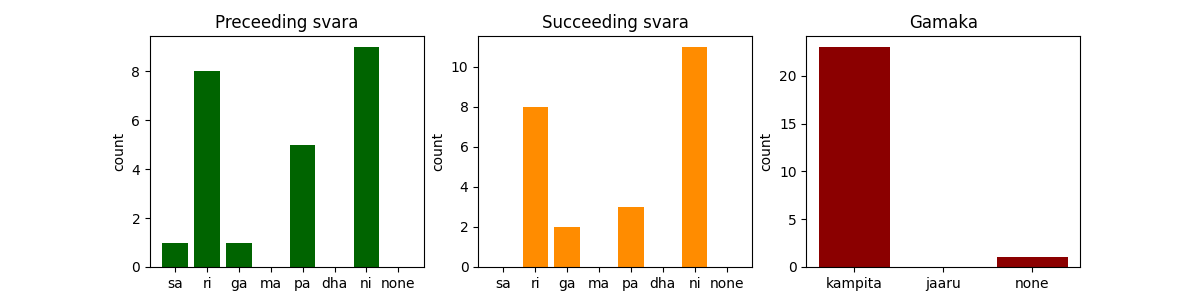 Preceeding svara
count
8
6
4
2
0
sa ri ga ma pa dha ni none
Succeeding svara
count
10
8
6
4
2
0
sa ri ga ma pa dha ni none
Gamaka
count
20
15
10
5
0
kampita jaaru none